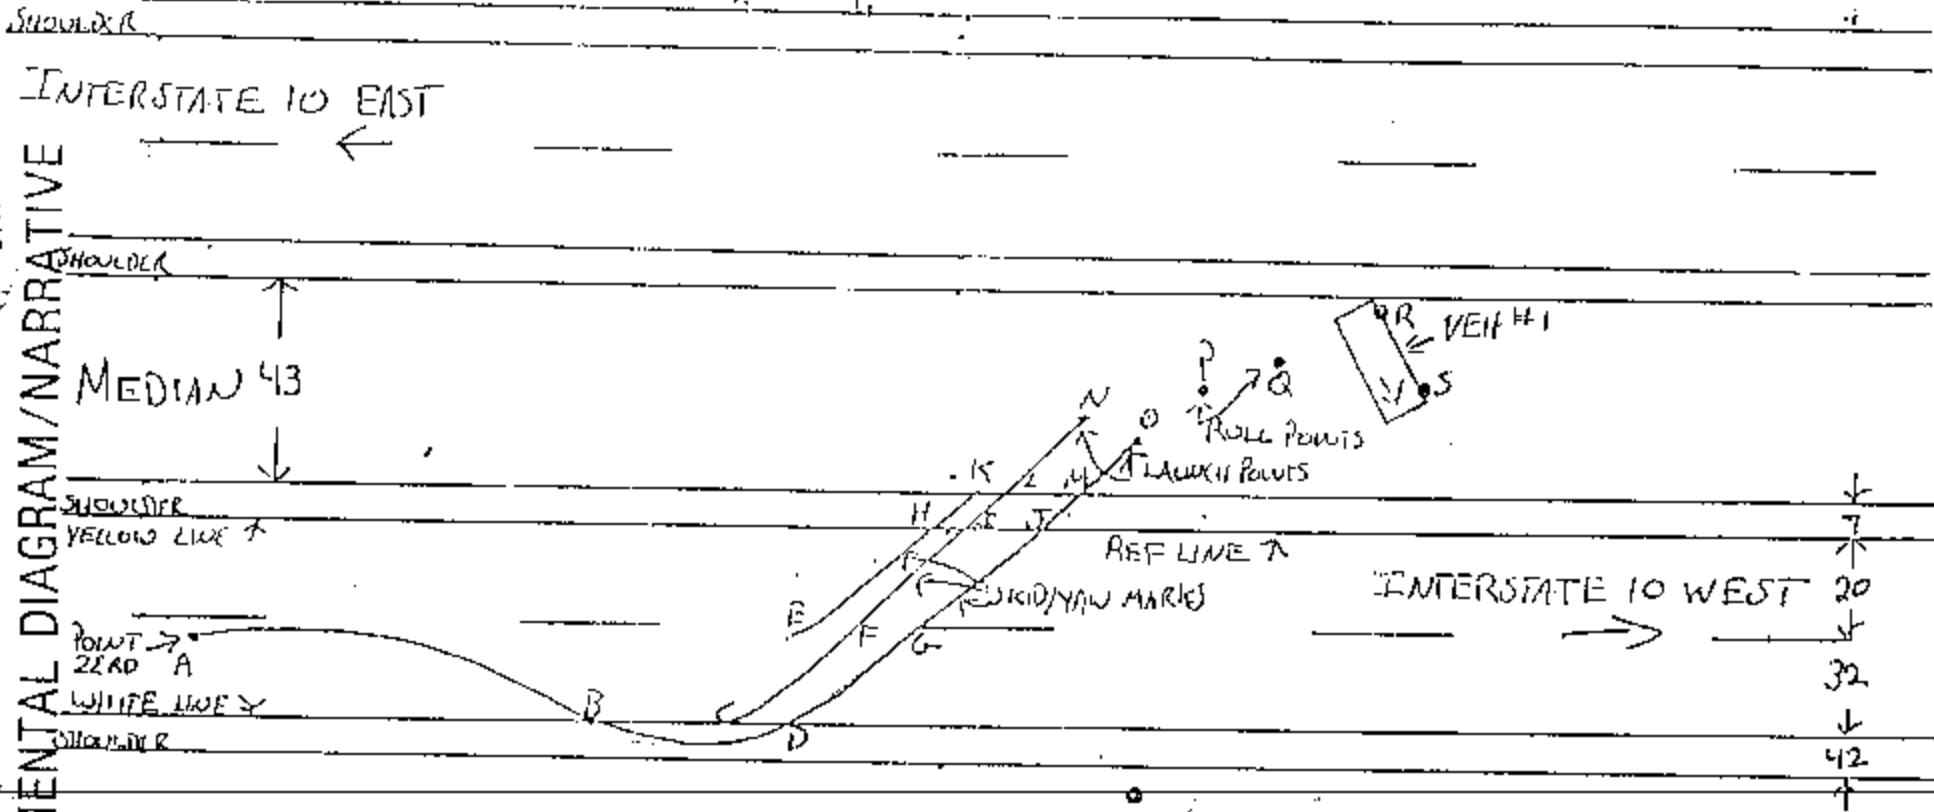 SHOULDER
INTERSTATE 10 EAST
SHOULDER
MEDIAN 43
R
VEH #1
S
P
Q
ROLL POINTS
N
O
LAUNCH POINTS
K
L
M
SHOULDER
7
YELLOW LINE
H
I
J
REF LINE
SKID/YAW MARKS
INTERSTATE 10 WEST 20
E
F
G
POINT
ZERO A
32
WHITE LINE
B
C
D
SHOULDER
42
MENTAL DIAGRAM/NARRATIVE